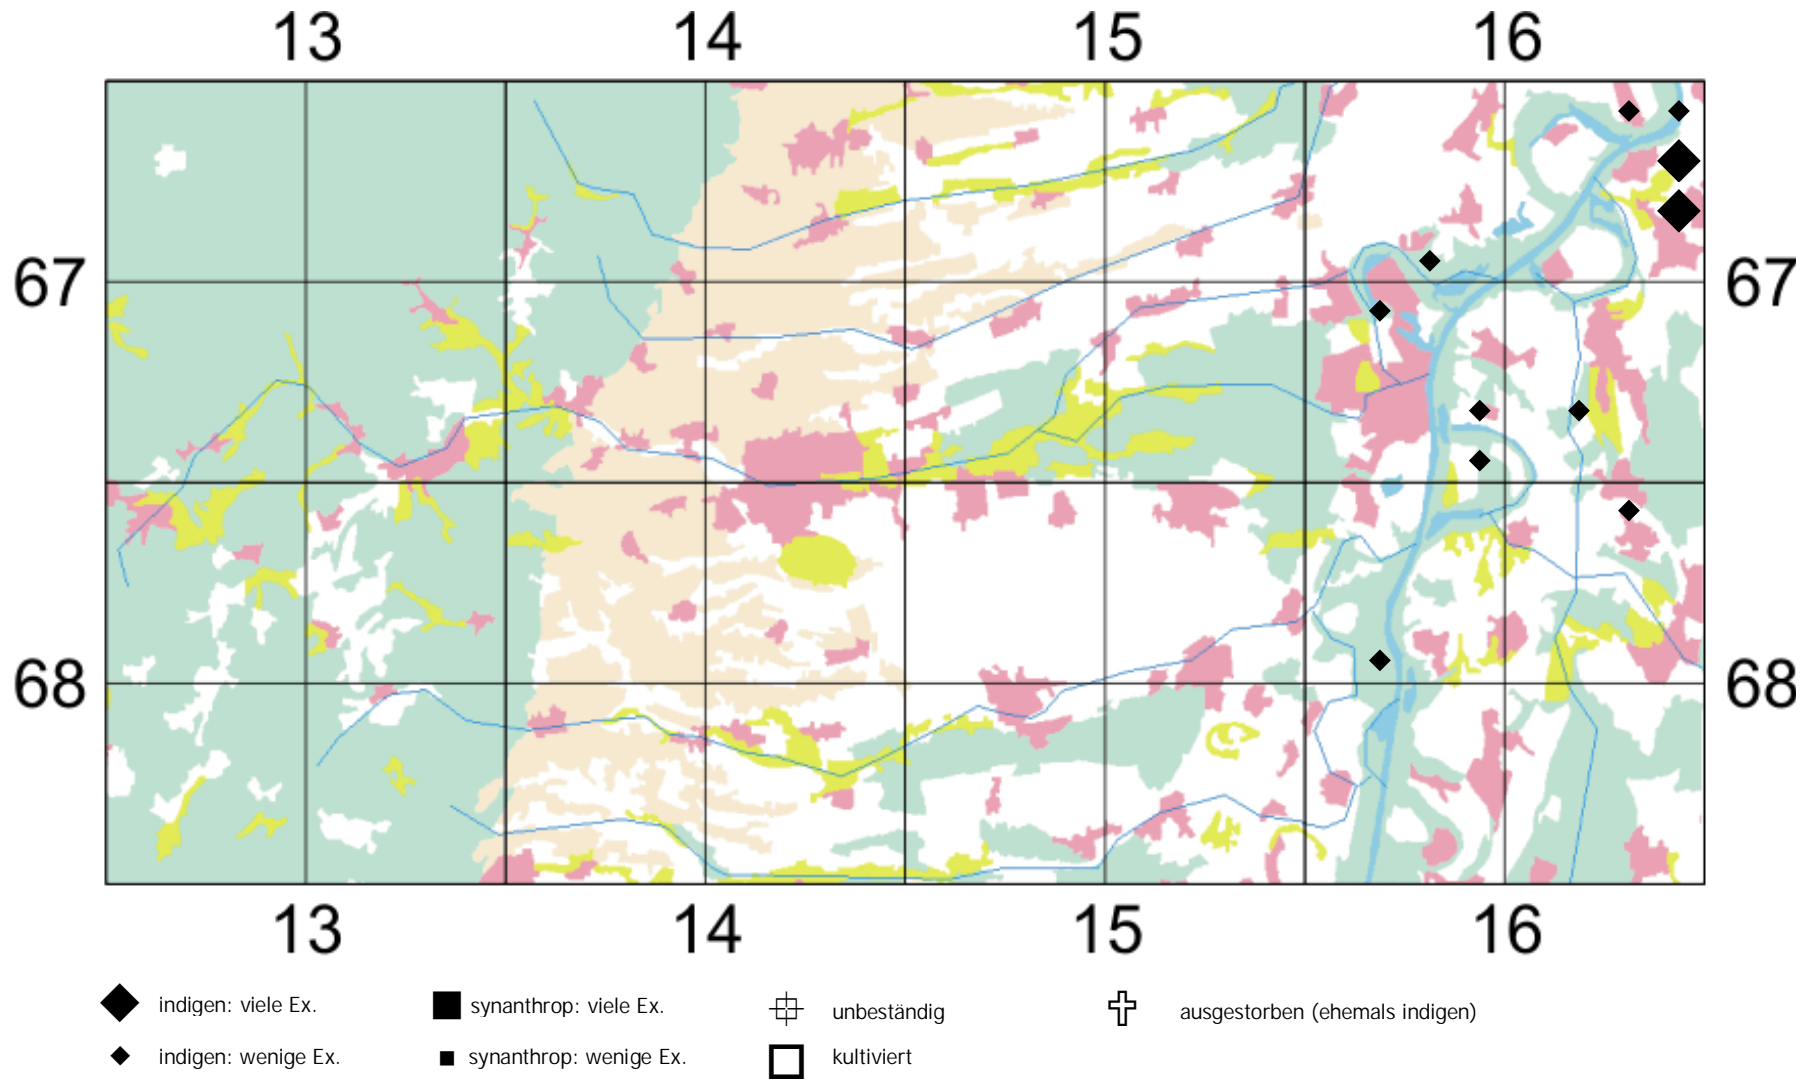 13 14 15 16
67 67
68 68
13 14 15 16
indigen: viele Ex. synanthrop: viele Ex. unbeständig ausgestorben (ehemals indigen)
indigen: wenige Ex. synanthrop: wenige Ex. kultiviert